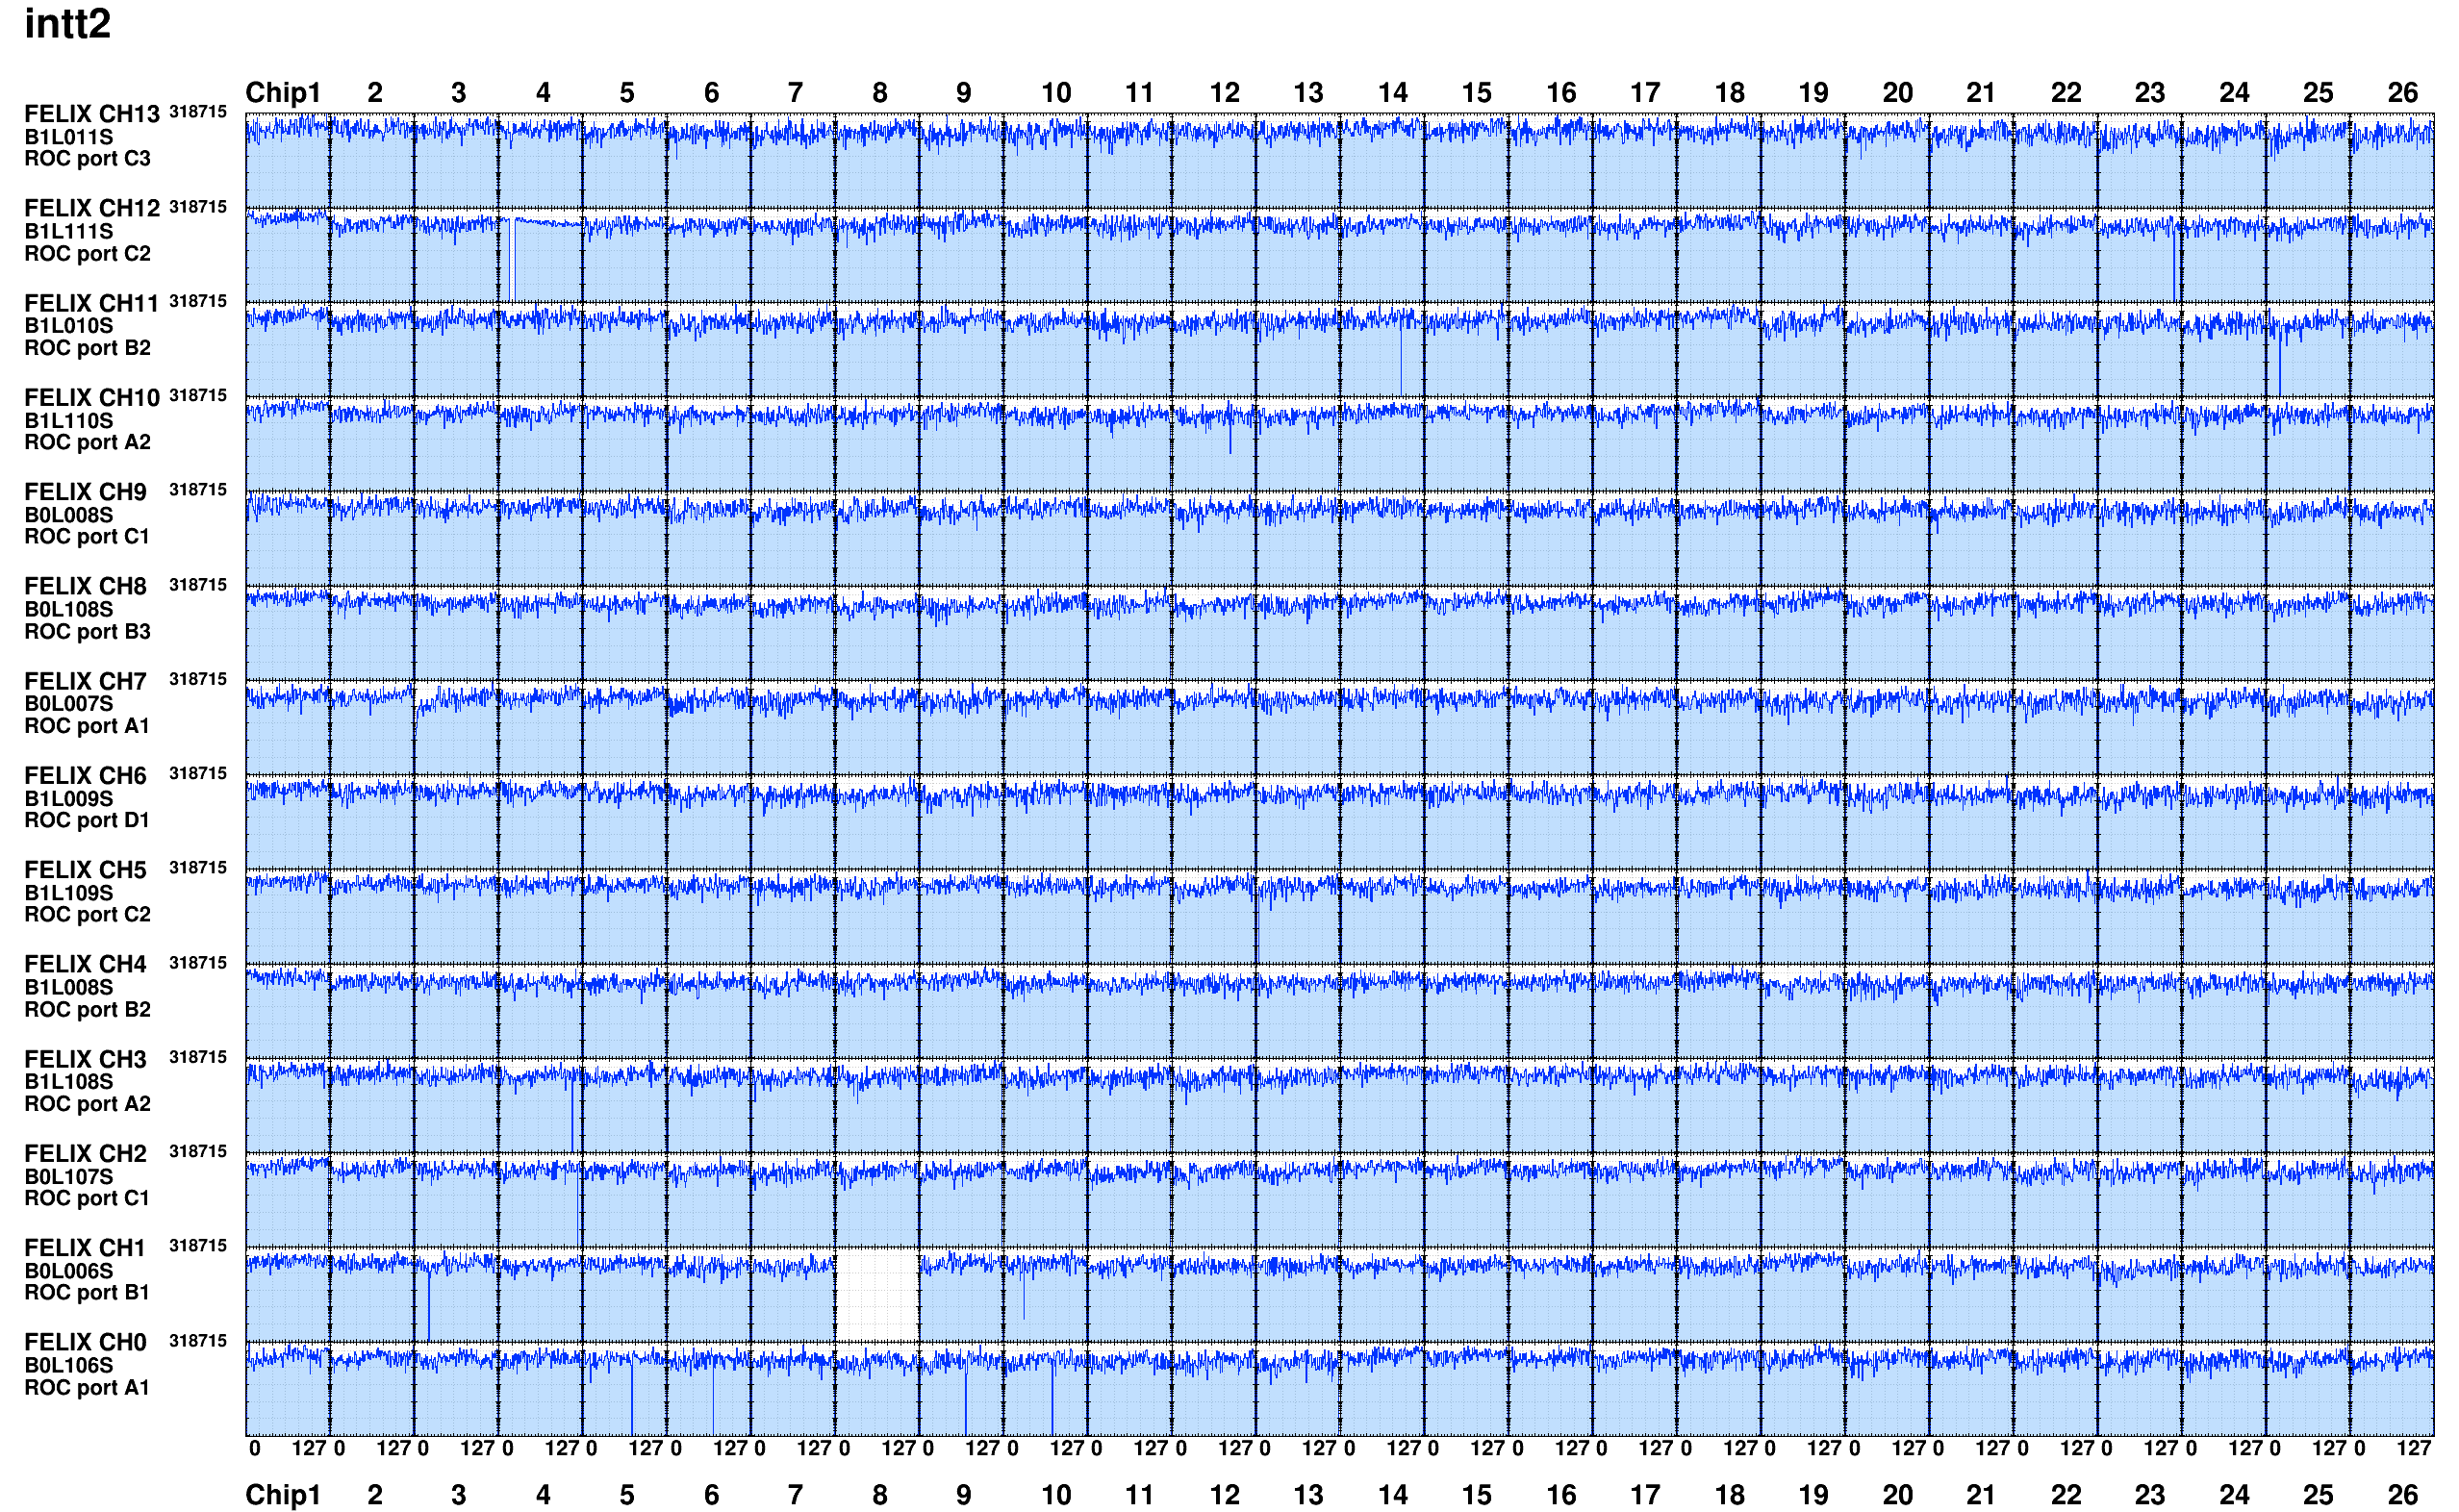 intt2
Chip1 2 3 4 5 6 7 8 9 10 11 12 13 14 15 16 17 18 19 20 21 22 23 24 25 26
FELIX CH13 318715
B1L011S
ROC port C3
FELIX CH12 318715
B1L111S
ROC port C2
FELIX CH11 318715
B1L010S
ROC port B2
FELIX CH10 318715
B1L110S
ROC port A2
FELIX CH9 318715
B0L008S
ROC port C1
FELIX CH8 318715
B0L108S
ROC port B3
FELIX CH7 318715
B0L007S
ROC port A1
FELIX CH6 318715
B1L009S
ROC port D1
FELIX CH5 318715
B1L109S
ROC port C2
FELIX CH4 318715
B1L008S
ROC port B2
FELIX CH3 318715
B1L108S
ROC port A2
FELIX CH2 318715
B0L107S
ROC port C1
FELIX CH1 318715
B0L006S
ROC port B1
FELIX CH0 318715
B0L106S
ROC port A1
0 127 0 127 0 127 0 127 0 127 0 127 0 127 0 127 0 127 0 127 0 127 0 127 0 127 0 127 0 127 0 127 0 127 0 127 0 127 0 127 0 127 0 127 0 127 0 127 0 127 0 127
Chip1 2 3 4 5 6 7 8 9 10 11 12 13 14 15 16 17 18 19 20 21 22 23 24 25 26